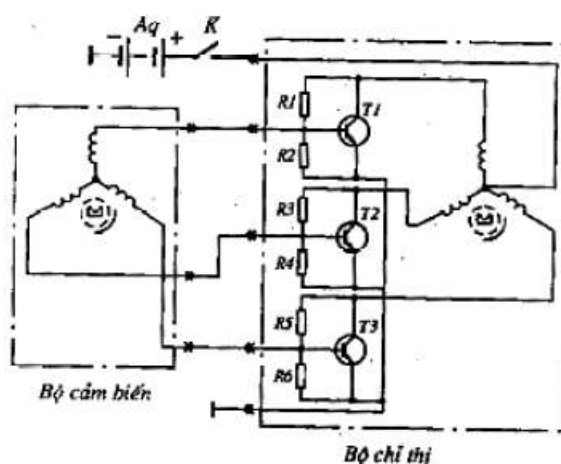 - Aq + K
R1
T1
R2
R3
T2
R4
R5
T3
R6
Bộ cảm biến
Bộ chỉ thị